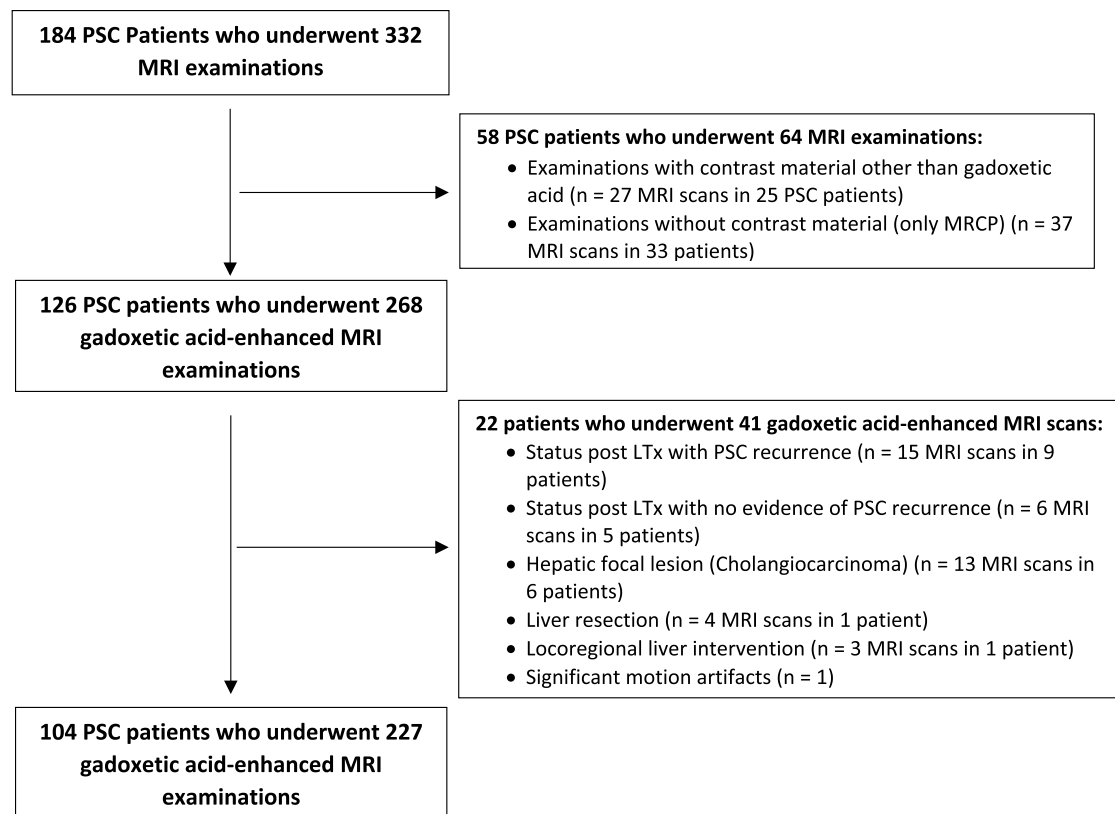 184 PSC Patients who underwent 332
MRI examinations
58 PSC patients who underwent 64 MRI examinations:
• Examinations with contrast material other than gadoxetic
acid (n = 27 MRI scans in 25 PSC patients)
• Examinations without contrast material (only MRCP) (n = 37
MRI scans in 33 patients)
126 PSC patients who underwent 268
gadoxetic acid-enhanced MRI
examinations
22 patients who underwent 41 gadoxetic acid-enhanced MRI scans:
• Status post LTx with PSC recurrence (n = 15 MRI scans in 9
patients)
• Status post LTx with no evidence of PSC recurrence (n = 6 MRI
scans in 5 patients)
• Hepatic focal lesion (Cholangiocarcinoma) (n = 13 MRI scans in
6 patients)
• Liver resection (n = 4 MRI scans in 1 patient)
• Locoregional liver intervention (n = 3 MRI scans in 1 patient)
• Significant motion artifacts (n = 1)
104 PSC patients who underwent 227
gadoxetic acid-enhanced MRI
examinations